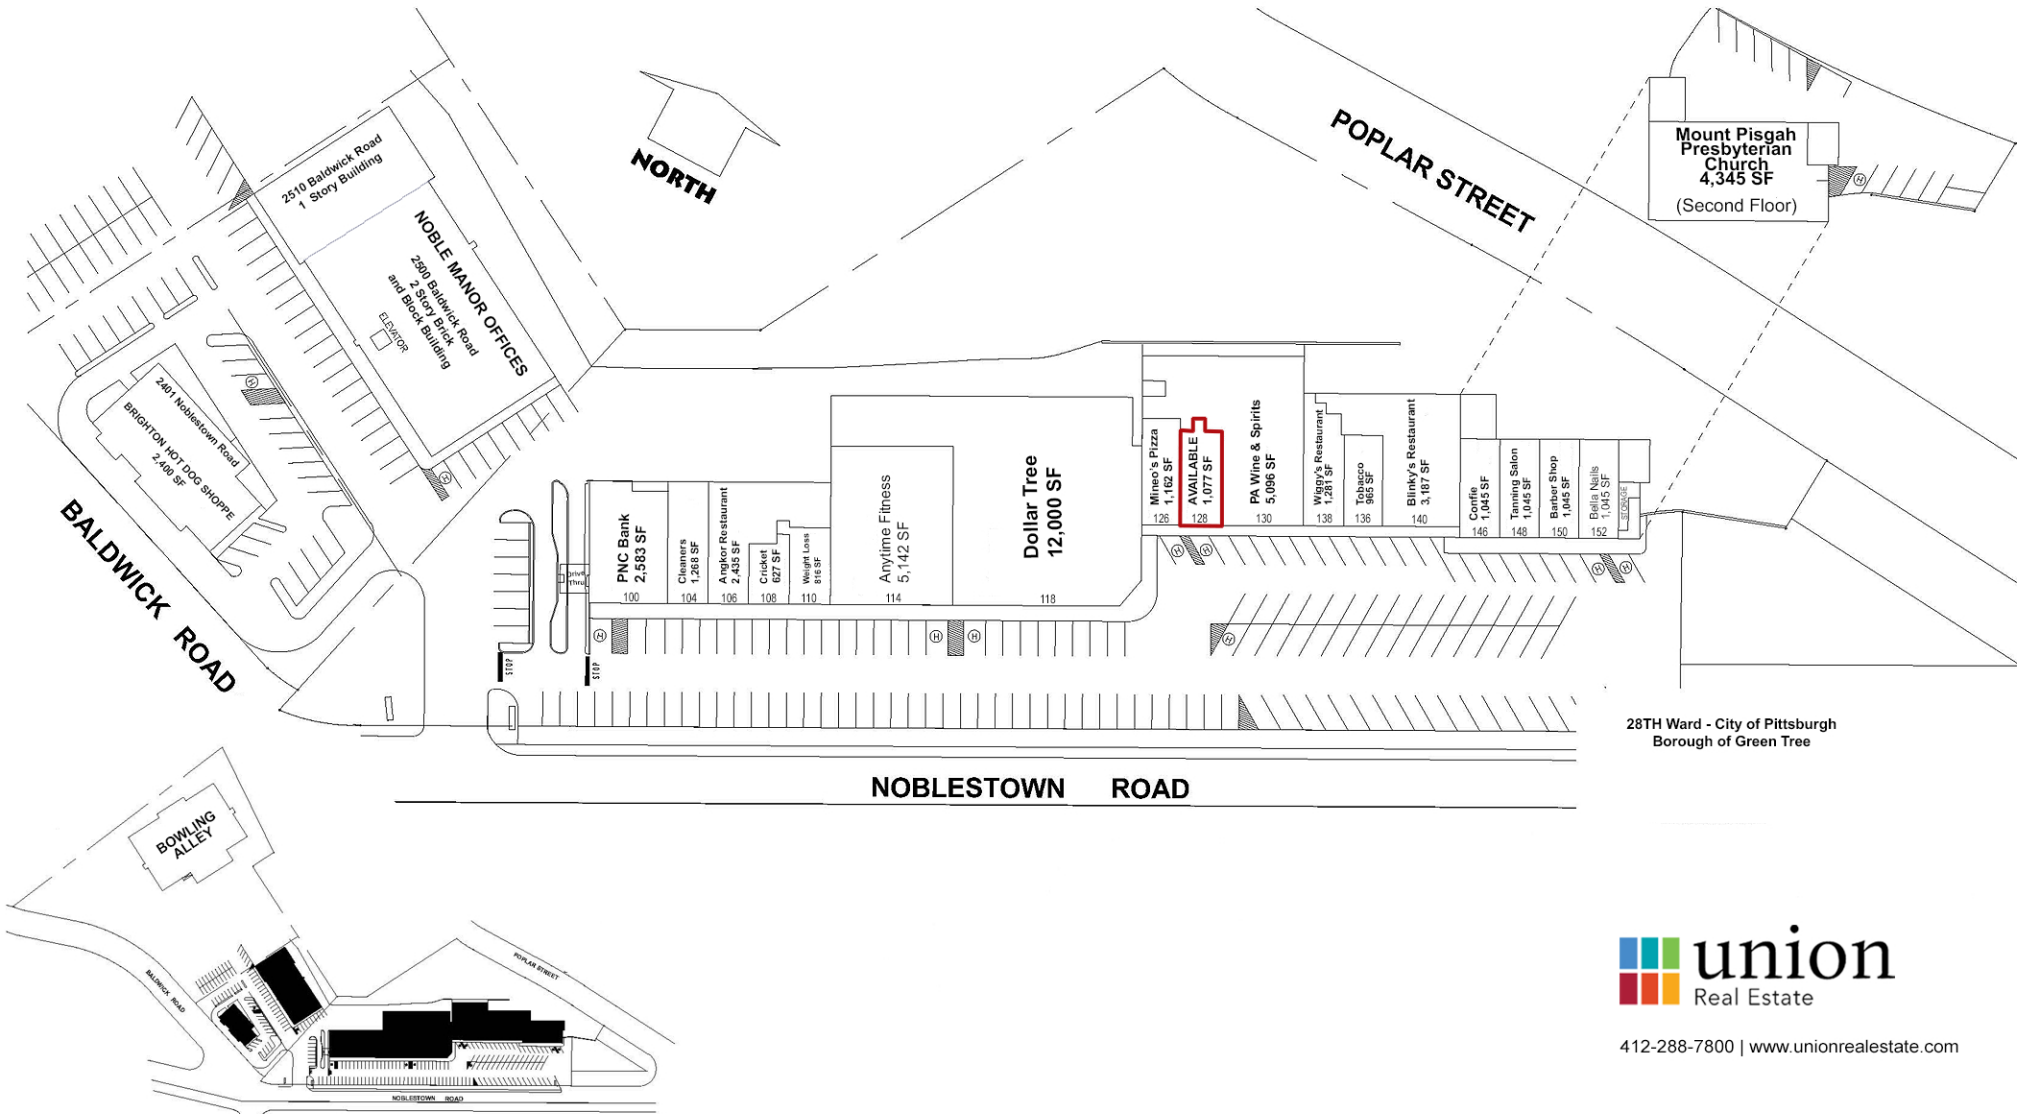 POPLAR STREET
Mount Pisgah
Presbyterian
Church
4,345 SF
(Second Floor)
H
NORTH
2510 Baldwick Road
1 Story Building
NOBLE MANOR OFFICES
2500 Baldwick Road
2 Story Brick
and Block Building
ELEVATOR
H
H
2401 Noblestown Road
BRIGHTON HOT DOG SHOPPE
2,400 SF
BALDWICK ROAD
Drive
Thru
STOP
STOP
PNC Bank
2,583 SF
100
Cleaners
1,268 SF
104
Angkor Restaurant
2,435 SF
106
Cricket
627 SF
108
Weight Loss
816 SF
110
Anytime Fitness
5,142 SF
114
Dollar Tree
12,000 SF
118
Mineo's Pizza
1,162 SF
126
AVAILABLE
1,077 SF
128
PA Wine & Spirits
5,096 SF
130
Wiggy's Restaurant
1,281 SF
138
Tobacco
965 SF
136
Blinky's Restaurant
3,187 SF
140
Confie
1,045 SF
146
Tanning Salon
1,045 SF
148
Barber Shop
1,045 SF
150
Bella Nails
1,045 SF
152
STORAGE
H
H
H
H
H
H
H
H
28TH Ward - City of Pittsburgh
Borough of Green Tree
NOBLESTOWN ROAD
BOWLING
ALLEY
BALDWICK ROAD
POPLAR STREET
NOBLESTOWN ROAD
union
Real Estate
412-288-7800 | www.unionrealestate.com